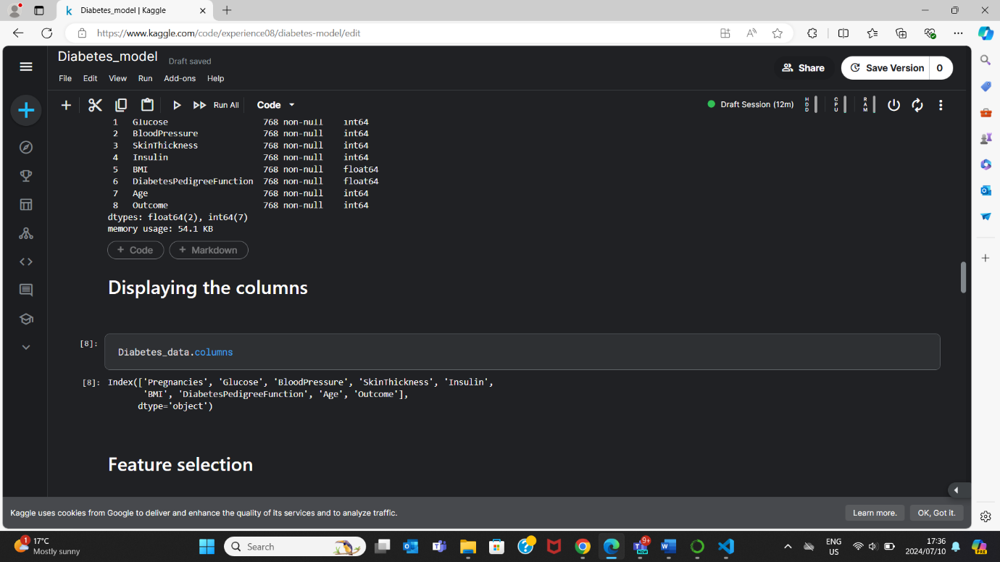 Diabetes_model | Kaggle
https://www.kaggle.com/code/experience08/diabetes-model/edit
Diabetes_model Draft saved
File Edit View Run Add-ons Help
Share
Save Version 0
Run All Code
Draft Session (12m) HDD CPU RAM
1 Glucose 768 non-null int64
2 BloodPressure 768 non-null int64
3 SkinThickness 768 non-null int64
4 Insulin 768 non-null int64
5 BMI 768 non-null float64
6 DiabetesPedigreeFunction 768 non-null float64
7 Age 768 non-null int64
8 Outcome 768 non-null int64
dtypes: float64(2), int64(7)
memory usage: 54.1 KB
+ Code + Markdown
Displaying the columns
[8]: Diabetes_data.columns
[8]: Index(['Pregnancies', 'Glucose', 'BloodPressure', 'SkinThickness', 'Insulin',
'BMI', 'DiabetesPedigreeFunction', 'Age', 'Outcome'],
dtype='object')
Feature selection
Kaggle uses cookies from Google to deliver and enhance the quality of its services and to analyze traffic.
Learn more. OK, Got it.
1 17°C
Mostly sunny
Search
9+
NEW
ENG
US
17:36
2024/07/10
PRE